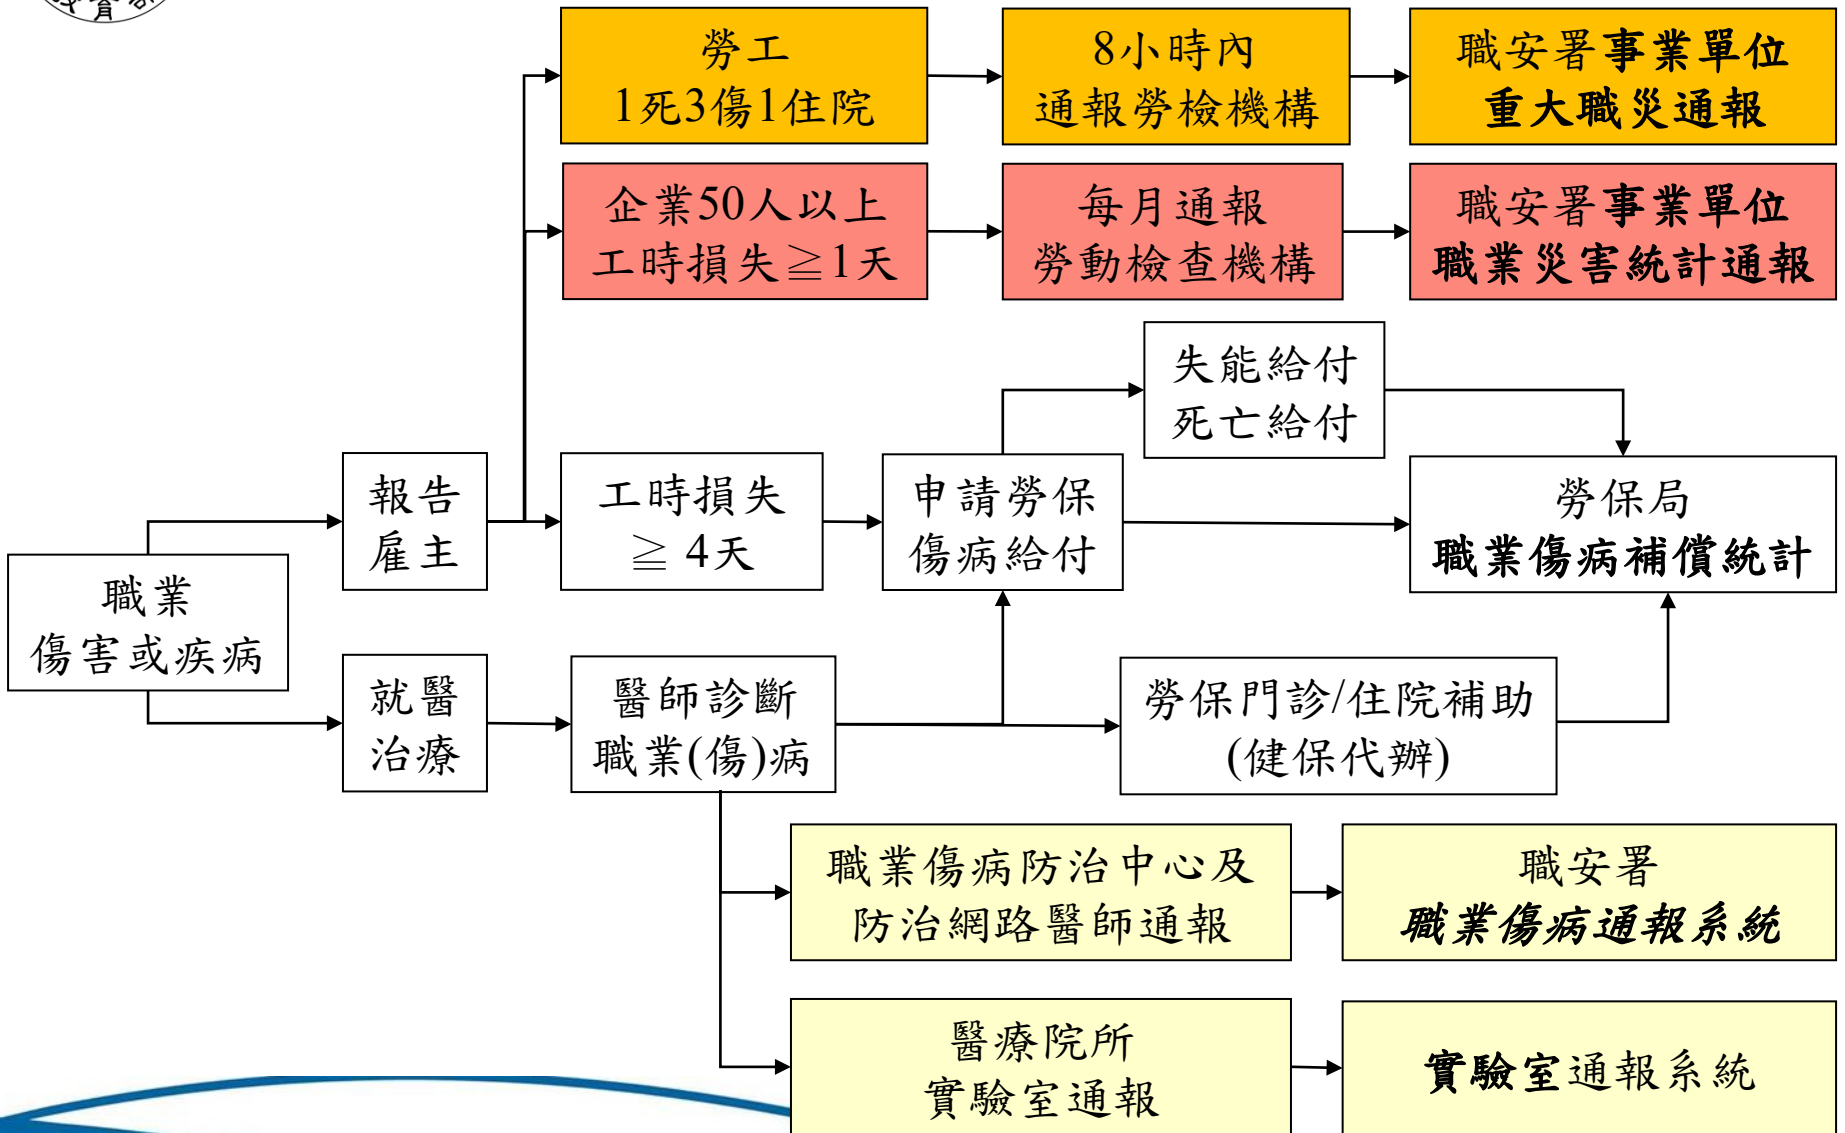 勞工
1死3傷1住院
8小時內
通報勞檢機構
職安署事業單位
重大職災通報
企業50人以上
工時損失≧1天
每月通報
勞動檢查機構
職安署事業單位
職業災害統計通報
失能給付
死亡給付
報告
雇主
工時損失
≧ 4天
申請勞保
傷病給付
勞保局
職業傷病補償統計
職業
傷害或疾病
就醫
治療
醫師診斷
職業(傷)病
勞保門診/住院補助
(健保代辦)
職業傷病防治中心及
防治網路醫師通報
職安署
職業傷病通報系統
醫療院所
實驗室通報
實驗室通報系統